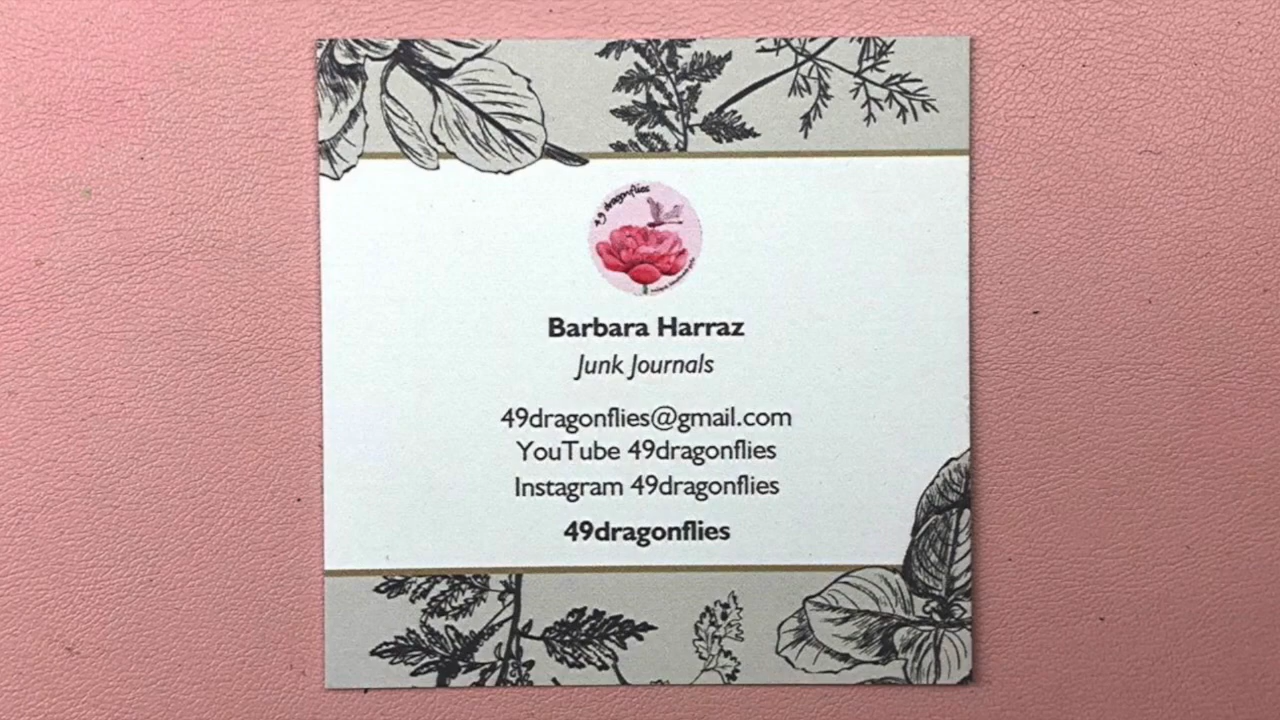 49 dragonflies
Barbara Harraz
Junk Journals
49dragonflies@gmail.com
YouTube 49dragonflies
Instagram 49dragonflies
49dragonflies